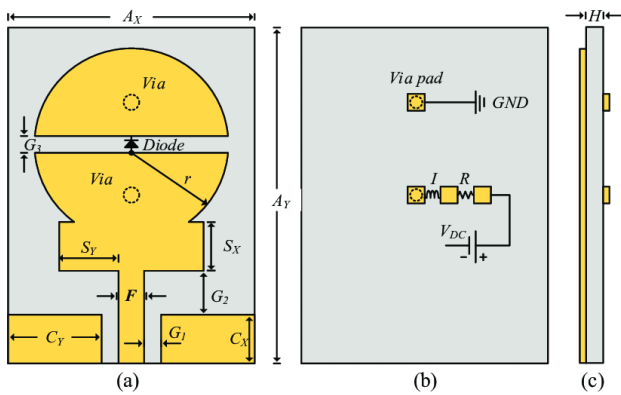 A_X
H
Via
Via pad
GND
G_3
Diode
Via
r
I
R
A_Y
V_DC
- +
S_Y
S_X
F
G_2
C_Y
G_1
C_X
(a)
(b)
(c)